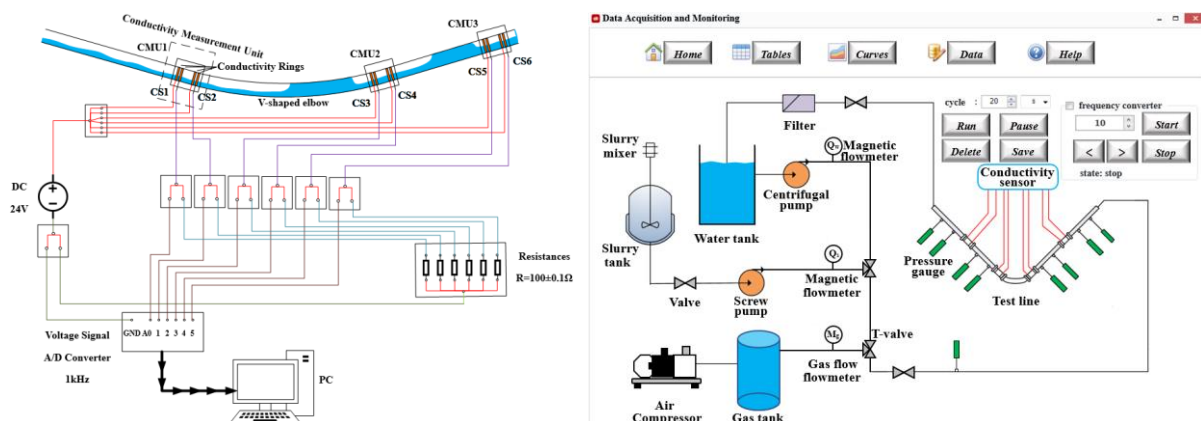 Conductivity Measurement Unit
CMU1
Conductivity Rings
CS1
CS2
V-shaped elbow
CMU2
CS3
CS4
CMU3
CS5
CS6
DC
24V
Resistances
R=100±0.1Ω
Voltage Signal
A/D Converter
1kHz
GND A0 1 2 3 4 5
PC
Data Acquisition and Monitoring
Home
Tables
Curves
Data
Help
cycle : 20 s
Run
Pause
Delete
Save
frequency converter
10
Start
<
>
Stop
state: stop
Filter
Slurry
mixer
Magnetic
flowmeter
Centrifugal
pump
Water tank
Slurry
tank
Valve
Screw
pump
Magnetic
flowmeter
T-valve
Gas flow
flowmeter
Air
Compressor
Gas tank
Conductivity
sensor
Pressure
gauge
Test line